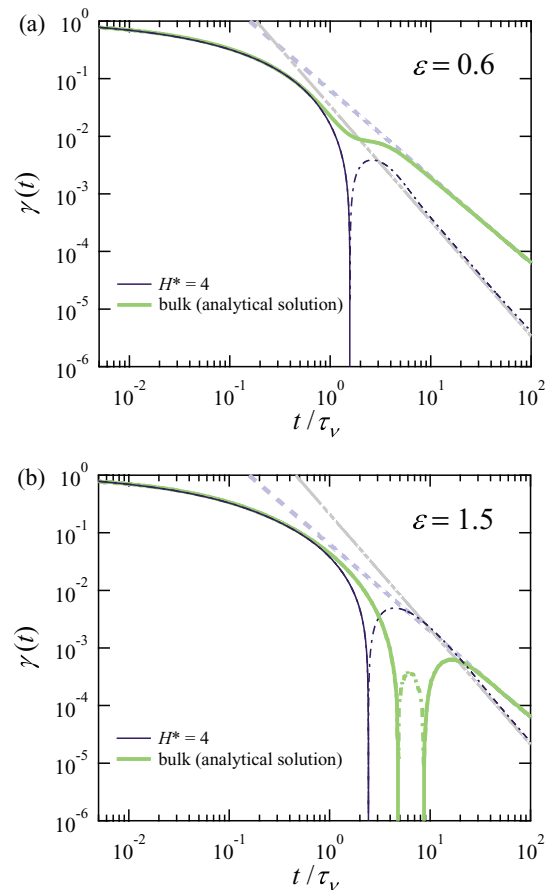 (a)
10^0
10^-1
10^-2
10^-3
10^-4
10^-5
10^-6
γ(t)
ε = 0.6
H* = 4
bulk (analytical solution)
10^-2 10^-1 10^0 10^1 10^2
t / τ_ν
(b)
10^0
10^-1
10^-2
10^-3
10^-4
10^-5
10^-6
γ(t)
ε = 1.5
H* = 4
bulk (analytical solution)
10^-2 10^-1 10^0 10^1 10^2
t / τ_ν